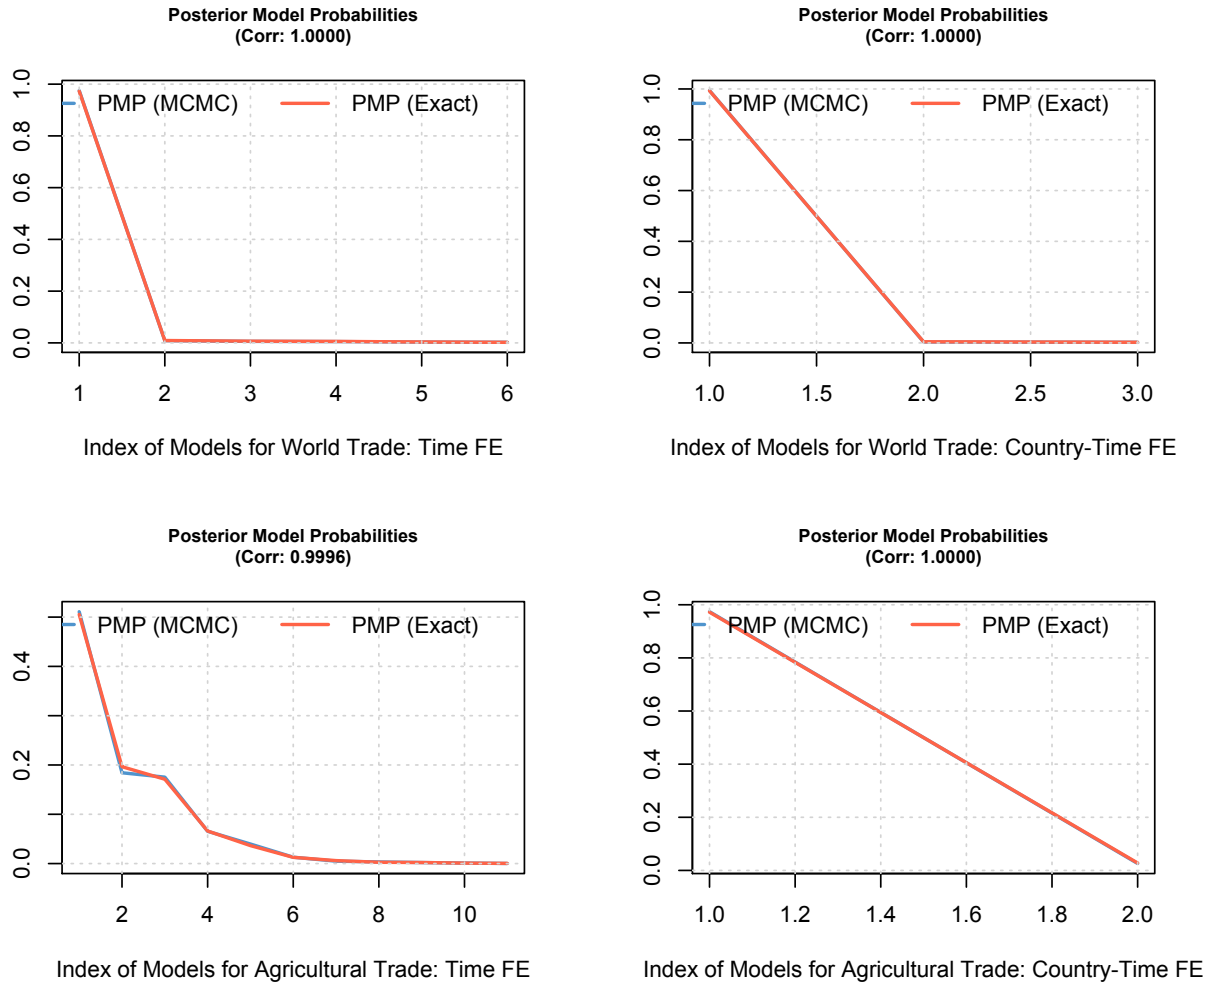 Posterior Model Probabilities
(Corr: 1.0000)
PMP (MCMC) PMP (Exact)
1.0
0.8
0.6
0.4
0.2
0.0
1 2 3 4 5 6
Index of Models for World Trade: Time FE
Posterior Model Probabilities
(Corr: 1.0000)
PMP (MCMC) PMP (Exact)
1.0
0.8
0.6
0.4
0.2
0.0
1.0 1.5 2.0 2.5 3.0
Index of Models for World Trade: Country-Time FE
Posterior Model Probabilities
(Corr: 0.9996)
PMP (MCMC) PMP (Exact)
0.4
0.2
0.0
2 4 6 8 10
Index of Models for Agricultural Trade: Time FE
Posterior Model Probabilities
(Corr: 1.0000)
PMP (MCMC) PMP (Exact)
1.0
0.8
0.6
0.4
0.2
0.0
1.0 1.2 1.4 1.6 1.8 2.0
Index of Models for Agricultural Trade: Country-Time FE